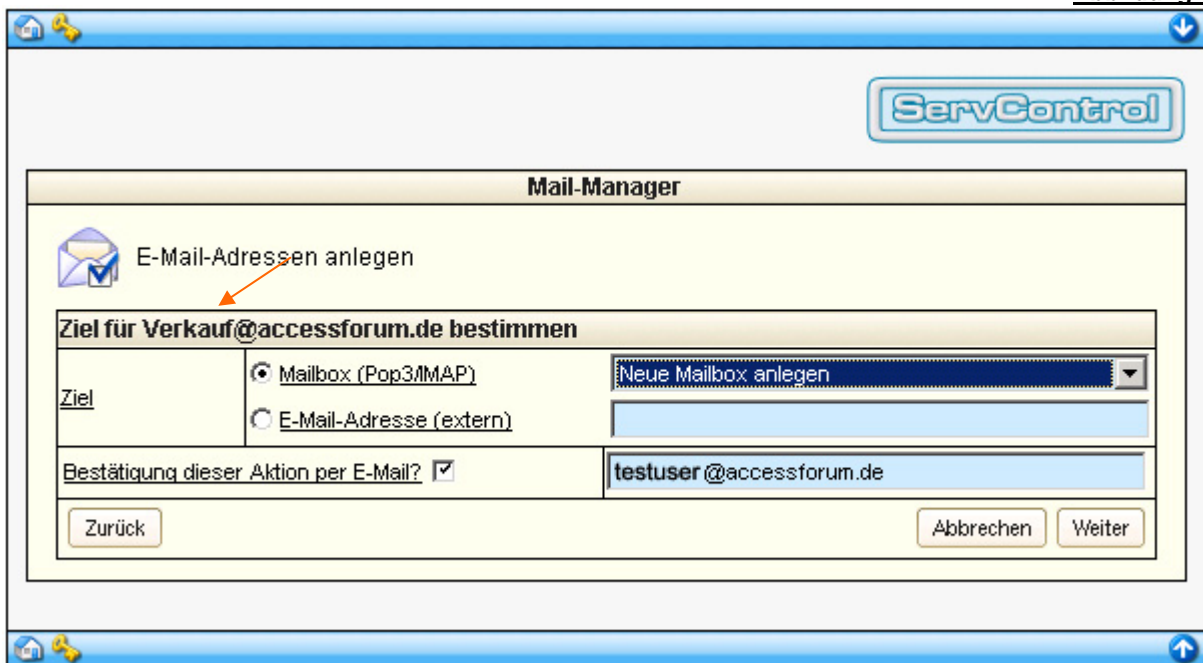 ServControl
Mail-Manager
E-Mail-Adressen anlegen
Ziel für Verkauf@accessforum.de bestimmen
Ziel
Mailbox (Pop3/IMAP)
Neue Mailbox anlegen
E-Mail-Adresse (extern)
Bestätigung dieser Aktion per E-Mail?
testuser@accessforum.de
Zurück
Abbrechen
Weiter